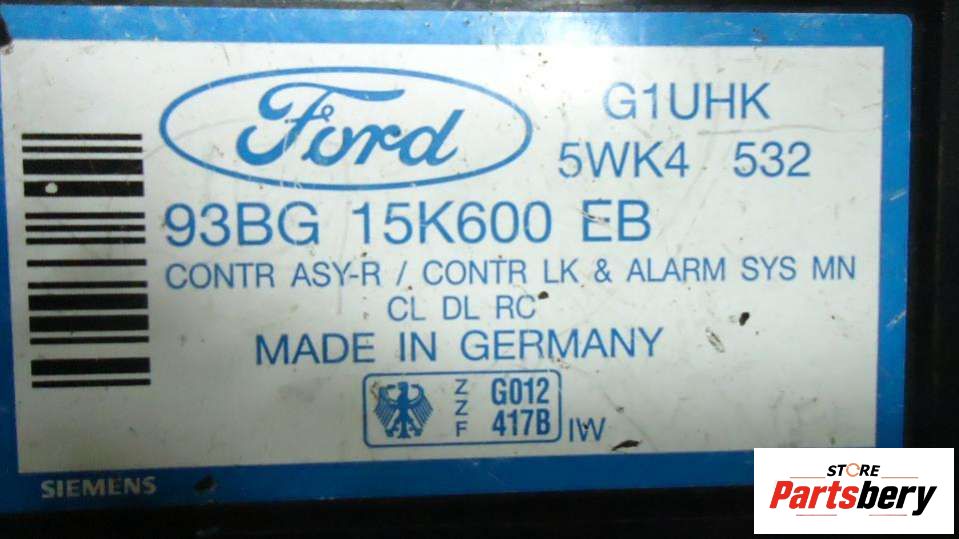 Ford
G1UHK
5WK4 532
93BG 15K600 EB
CONTR ASY-R / CONTR LK & ALARM SYS MN
CL DL RC
MADE IN GERMANY
ZZF
G012
417B
IW
SIEMENS
STORE
Partsbery